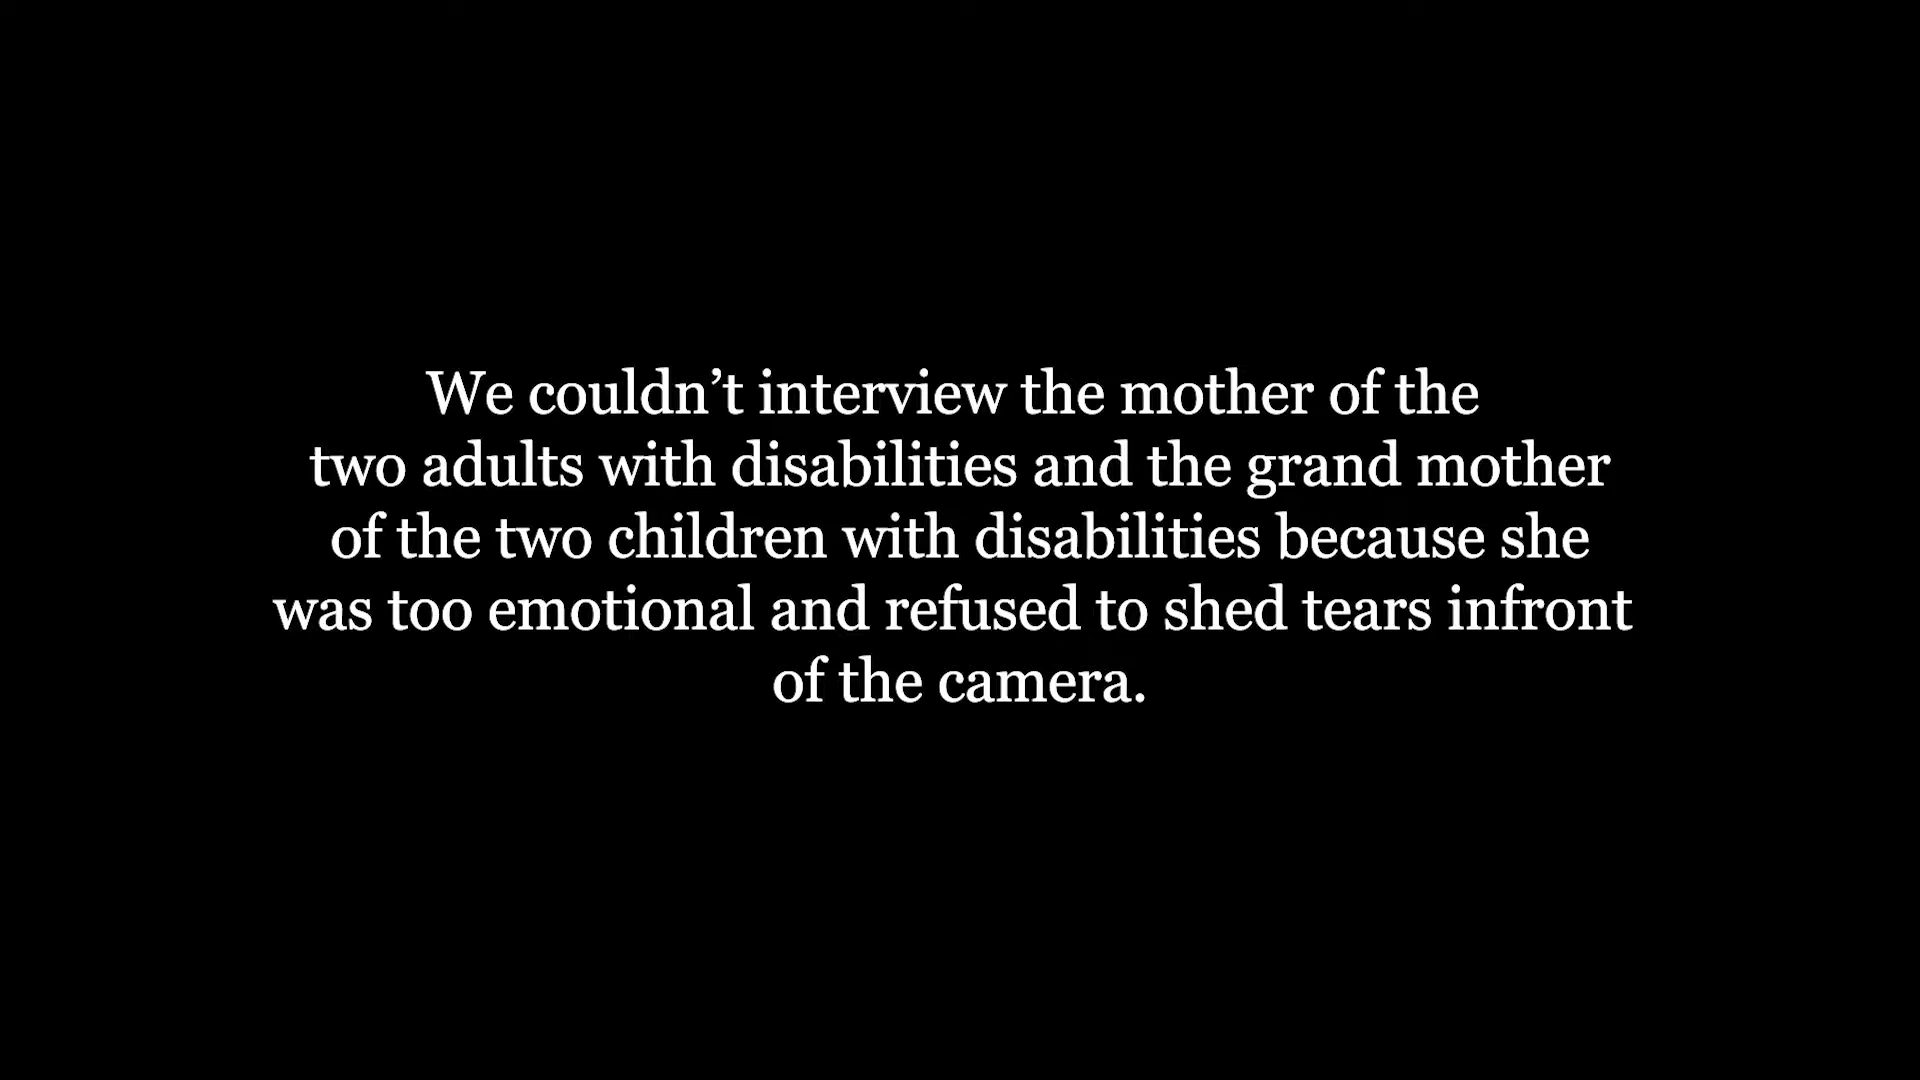 We couldn’t interview the mother of the
two adults with disabilities and the grand mother
of the two children with disabilities because she
was too emotional and refused to shed tears infront
of the camera.